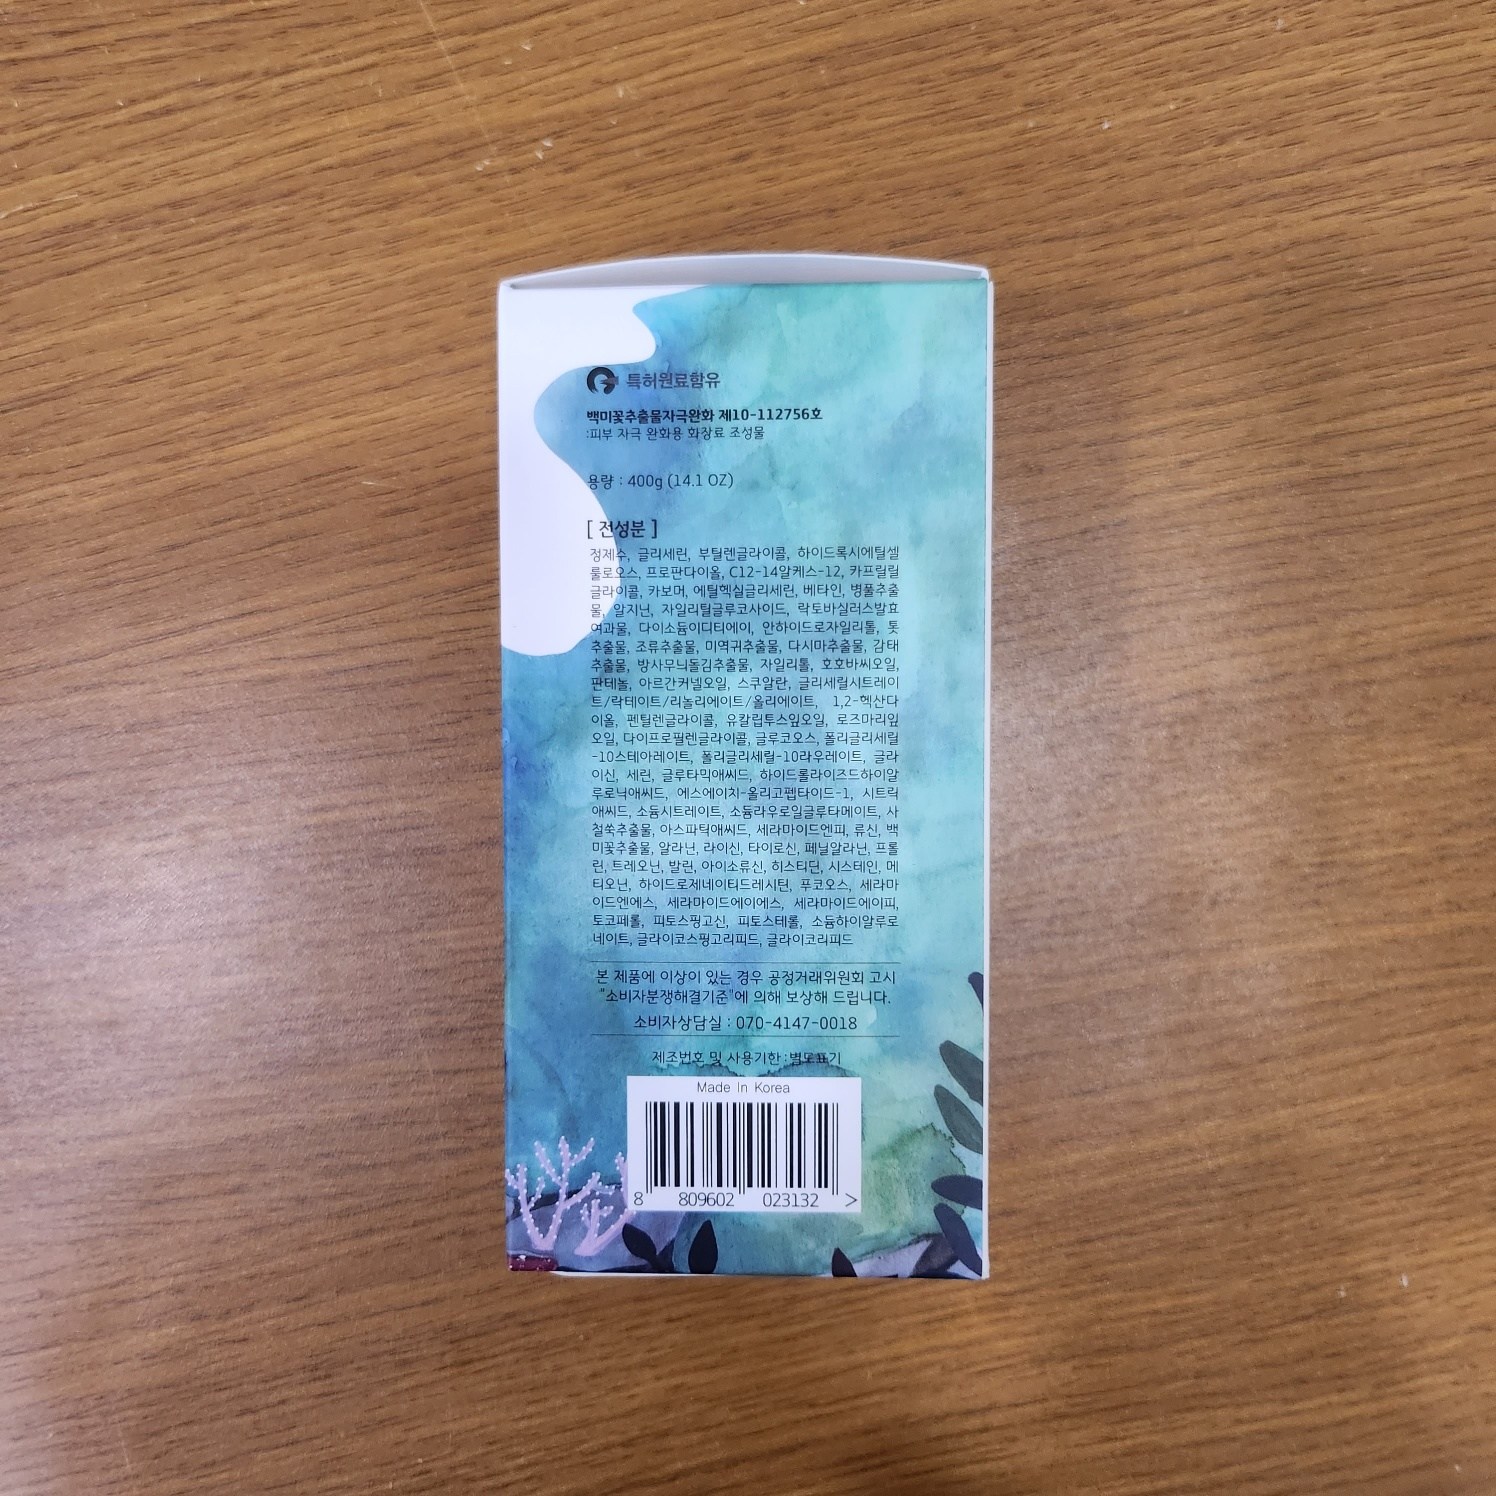 특허원료함유
백미꽃추출물자극완화 제10-112756호
:피부 자극 완화용 화장료 조성물
용량 : 400g (14.1 OZ)
[ 전성분 ]
정제수, 글리세린, 부틸렌글라이콜, 하이드록시에틸셀
룰로오스, 프로판다이올, C12-14알케스-12, 카프릴릴
글라이콜, 카보머, 에틸헥실글리세린, 베타인, 병풀추출
물, 알지닌, 자일리틸글루코사이드, 락토바실러스발효
여과물, 다이소듐이디티에이, 안하이드로자일리톨, 톳
추출물, 조류추출물, 미역귀추출물, 다시마추출물, 감태
추출물, 방사무늬돌김추출물, 자일리톨, 호호바씨오일,
판테놀, 아르간커넬오일, 스쿠알란, 글리세릴시트레이
트/락테이트/리놀리에이트/올리에이트, 1,2-헥산다
이올, 펜틸렌글라이콜, 유칼립투스잎오일, 로즈마리잎
오일, 다이프로필렌글라이콜, 글루코오스, 폴리글리세릴
-10스테아레이트, 폴리글리세릴-10라우레이트, 글라
이신, 세린, 글루타믹애씨드, 하이드롤라이즈드하이알
루로닉애씨드, 에스에이치-올리고펩타이드-1, 시트릭
애씨드, 소듐시트레이트, 소듐라우로일글루타메이트, 사
철쑥추출물, 아스파틱애씨드, 세라마이드엔피, 류신, 백
미꽃추출물, 알라닌, 라이신, 타이로신, 페닐알라닌, 프롤
린, 트레오닌, 발린, 아이소류신, 히스티딘, 시스테인, 메
티오닌, 하이드로제네이티드레시틴, 푸코오스, 세라마
이드엔에스, 세라마이드에이에스, 세라마이드에이피,
토코페롤, 피토스핑고신, 피토스테롤, 소듐하이알루로
네이트, 글라이코스핑고리피드, 글라이코리피드
본 제품에 이상이 있는 경우 공정거래위원회 고시
"소비자분쟁해결기준"에 의해 보상해 드립니다.
소비자상담실 : 070-4147-0018
제조번호 및 사용기한 : 별도표기
Made In Korea
8 809602 023132 >